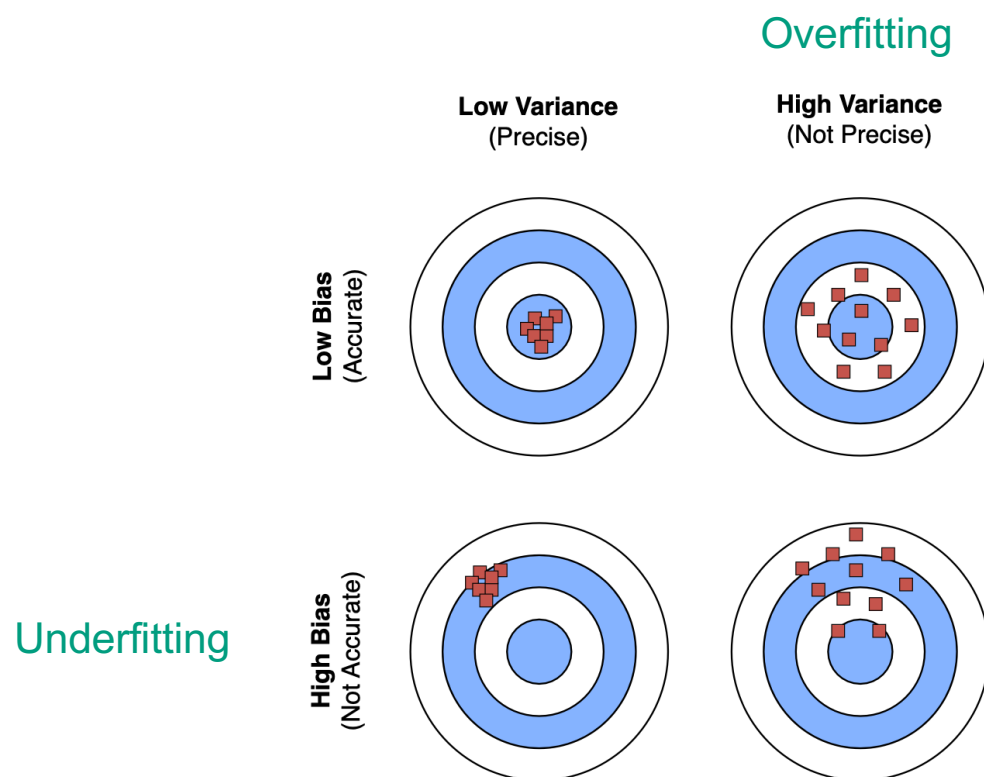 Overfitting
Low Variance
(Precise)
High Variance
(Not Precise)
Low Bias
(Accurate)
Underfitting
High Bias
(Not Accurate)